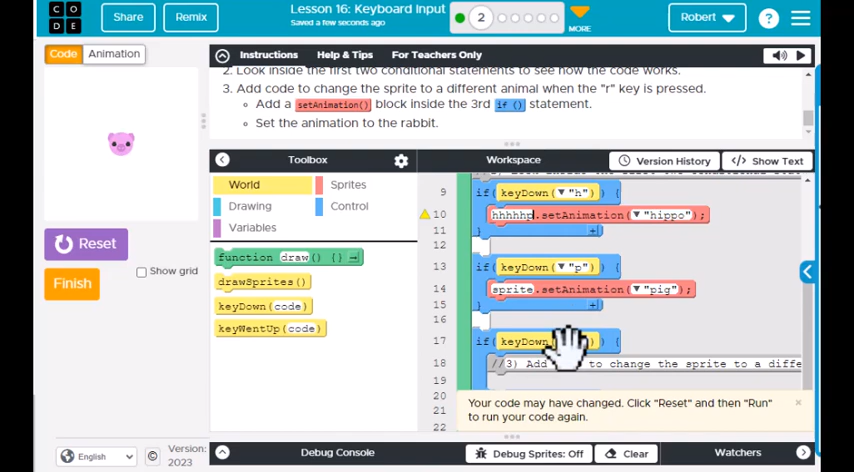 C O
D E
Share
Remix
Lesson 16: Keyboard Input
Saved a few seconds ago
2
MORE
Robert
?
Code
Animation
Instructions
Help & Tips
For Teachers Only
2. Look inside the first two conditional statements to see how the code works.
3. Add code to change the sprite to a different animal when the "r" key is pressed.
Add a setAnimation() block inside the 3rd if () statement.
Set the animation to the rabbit.
Toolbox
Workspace
Version History
</> Show Text
World
Sprites
Drawing
Control
Variables
function draw() {} →
drawSprites()
keyDown(code)
keyWentUp(code)
Reset
Finish
Show grid
9 if( keyDown( ▼ "h") ) {
10 hhhhhp.setAnimation( ▼ "hippo");
11 } +
12
13 if( keyDown( ▼ "p") ) {
14 sprite.setAnimation( ▼ "pig");
15 } +
16
17 if( keyDown ) ) {
18 //3) Add to change the sprite to a diffe
19
20
21
22
Your code may have changed. Click "Reset" and then "Run"
to run your code again.
×
English
©
Version:
2023
Debug Console
Debug Sprites: Off
Clear
Watchers